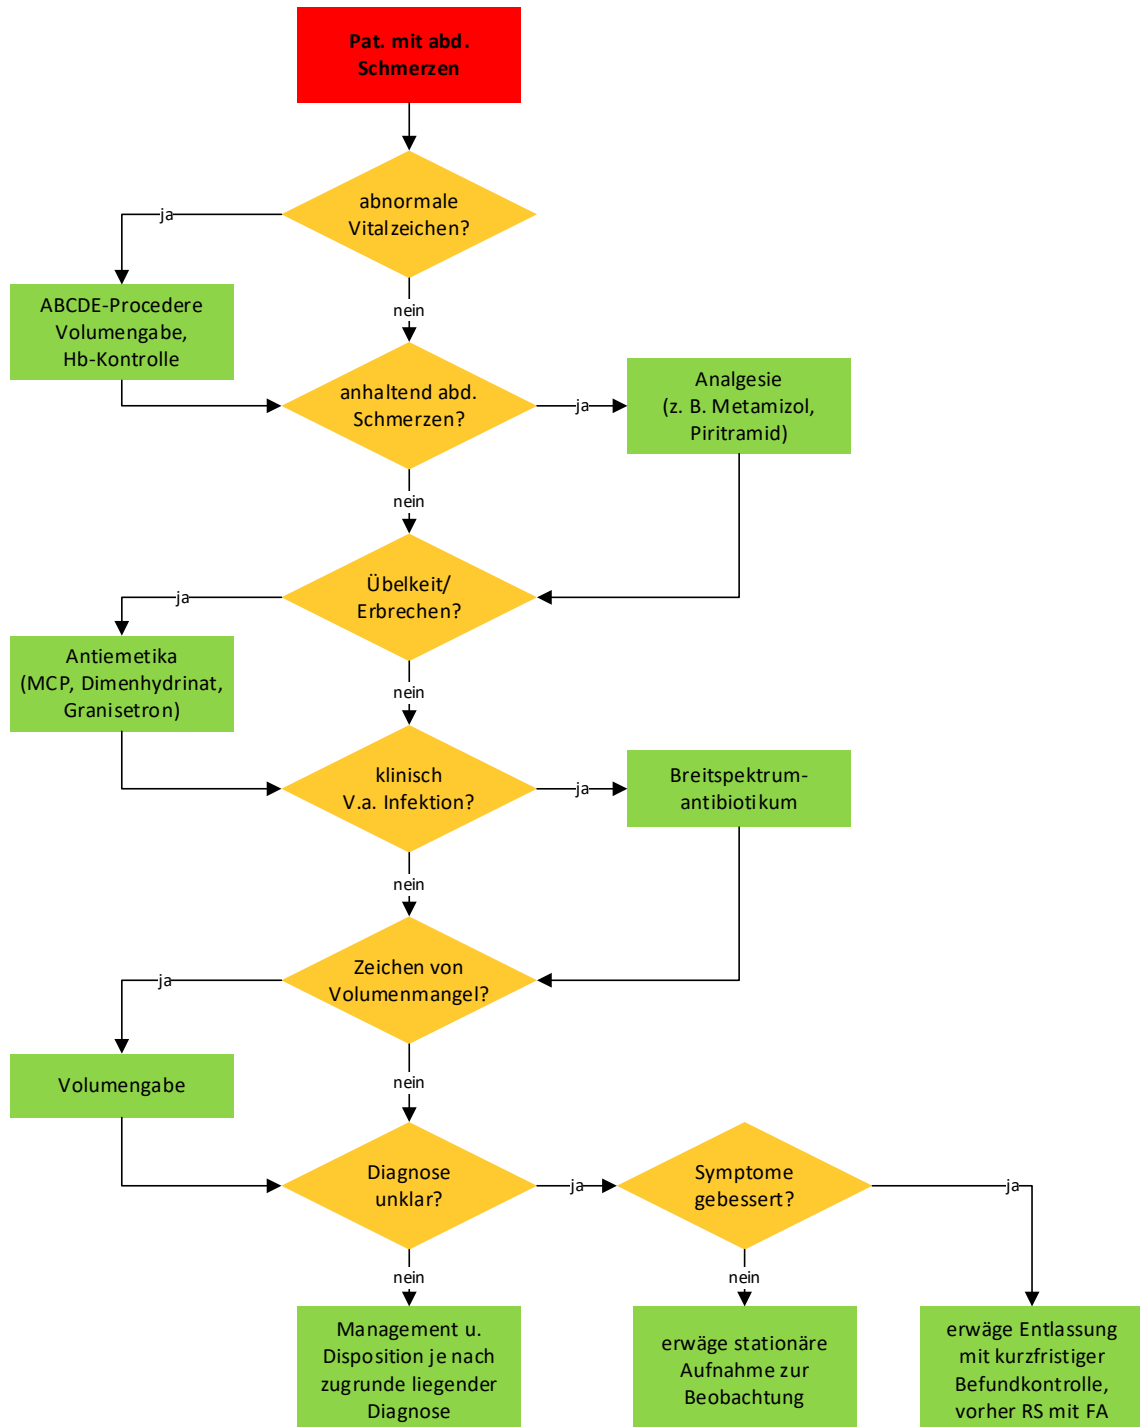 Pat. mit abd.
Schmerzen
abnormale
Vitalzeichen?
ja
nein
ABCDE-Procedere
Volumengabe,
Hb-Kontrolle
anhaltend abd.
Schmerzen?
ja
nein
Analgesie
(z. B. Metamizol,
Piritramid)
Übelkeit/
Erbrechen?
ja
nein
Antiemetika
(MCP, Dimenhydrinat,
Granisetron)
klinisch
V.a. Infektion?
ja
nein
Breitspektrum-
antibiotikum
Zeichen von
Volumenmangel?
ja
nein
Volumengabe
Diagnose
unklar?
ja
nein
Symptome
gebessert?
ja
nein
Management u.
Disposition je nach
zugrunde liegender
Diagnose
erwäge stationäre
Aufnahme zur
Beobachtung
erwäge Entlassung
mit kurzfristiger
Befundkontrolle,
vorher RS mit FA